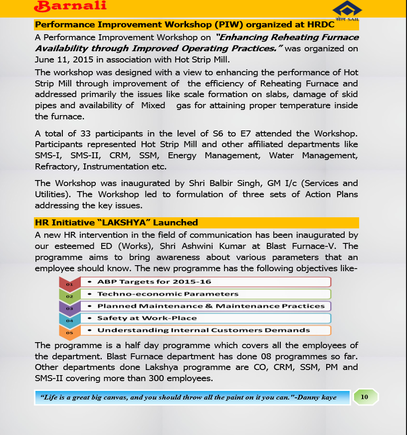 Barnali
Performance Improvement Workshop (PIW) organized at HRDC
A Performance Improvement Workshop on "Enhancing Reheating Furnace
Availability through Improved Operating Practices." was organized on
June 11, 2015 in association with Hot Strip Mill.
The workshop was designed with a view to enhancing the performance of Hot
Strip Mill through improvement of the efficiency of Reheating Furnace and
addressed primarily the issues like scale formation on slabs, damage of skid
pipes and availability of Mixed gas for attaining proper temperature inside
the furnace.
A total of 33 participants in the level of S6 to E7 attended the Workshop.
Participants represented Hot Strip Mill and other affiliated departments like
SMS-I, SMS-II, CRM, SSM, Energy Management, Water Management,
Refractory, Instrumentation etc.
The Workshop was inaugurated by Shri Balbir Singh, GM I/c (Services and
Utilities). The Workshop led to formulation of three sets of Action Plans
addressing the key issues.
HR Initiative "LAKSHYA" Launched
A new HR intervention in the field of communication has been inaugurated by
our esteemed ED (Works), Shri Ashwini Kumar at Blast Furnace-V. The
programme aims to bring awareness about various parameters that an
employee should know. The new programme has the following objectives like-
01 • ABP Targets for 2015-16
02 • Techno-economic Parameters
03 • Planned Maintenance & Maintenance Practices
04 • Safety at Work-Place
05 • Understanding Internal Customers Demands
The programme is a half day programme which covers all the employees of
the department. Blast Furnace department has done 08 programmes so far.
Other departments done Lakshya programme are CO, CRM, SSM, PM and
SMS-II covering more than 300 employees.
"Life is a great big canvas, and you should throw all the paint on it you can."-Danny kaye
10